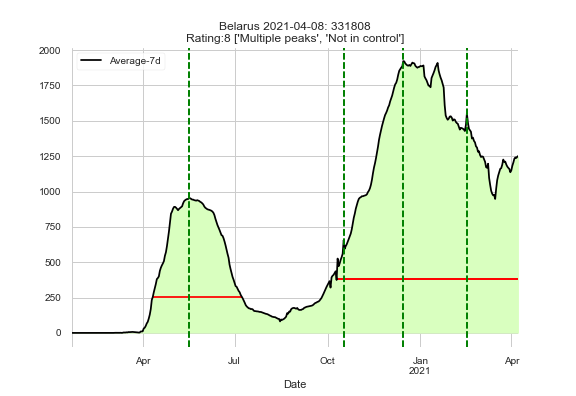 Belarus 2021-04-08: 331808
Rating:8 ['Multiple peaks', 'Not in control']
Average-7d
2000
1750
1500
1250
1000
750
500
250
0
Apr Jul Oct Jan Apr
2021
Date